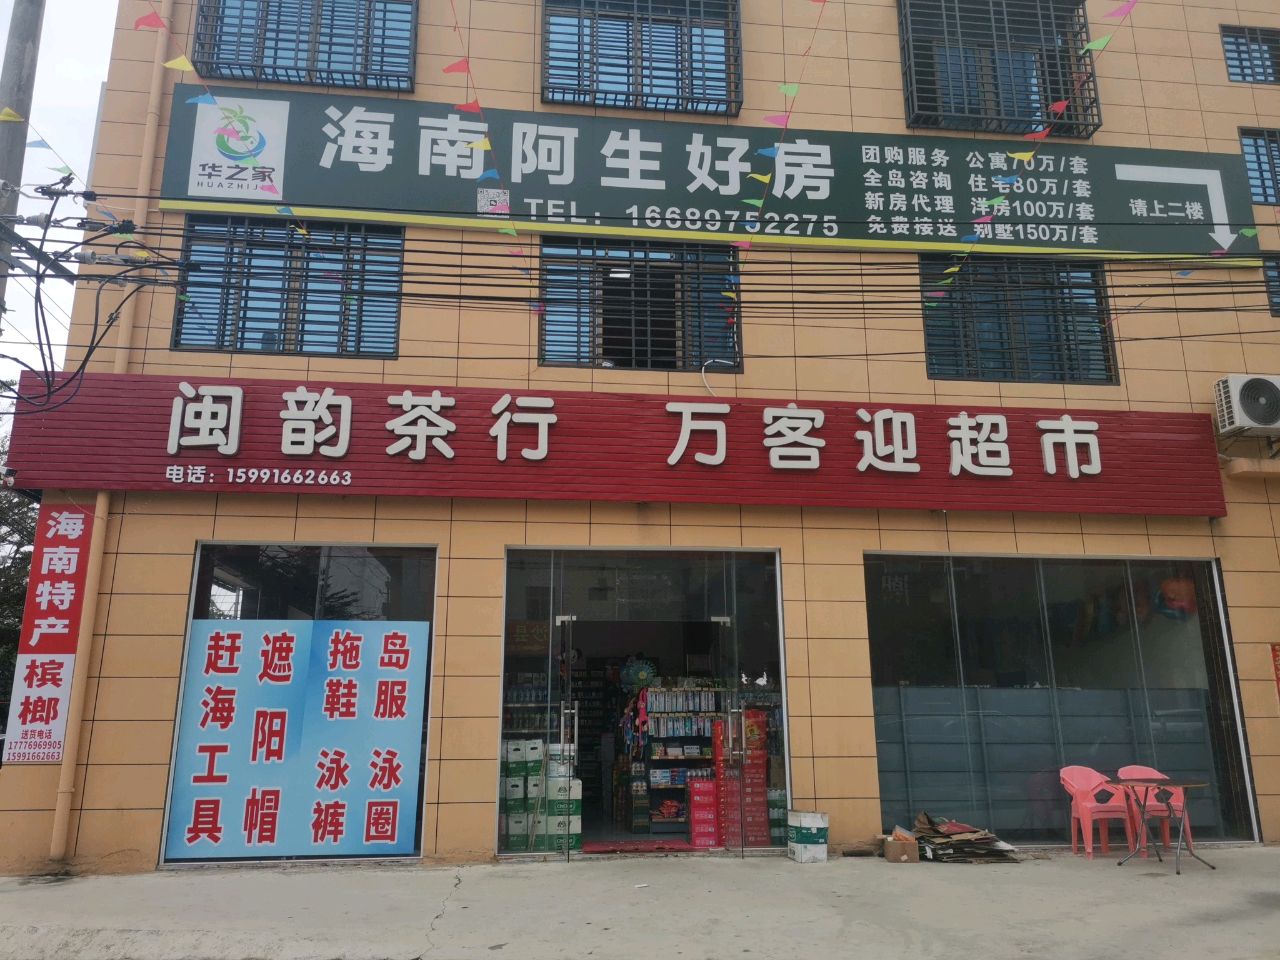 华之家
HUAZHIJ
海南阿生好房
TEL: 16689752275
团购服务 公寓70万/套
全岛咨询 住宅80万/套
新房代理 洋房100万/套
免费接送 别墅150万/套
请上二楼
闽韵茶行 万客迎超市
电话：15991662663
海南特产
槟榔
送货电话
17776969905
15991662663
赶海工具
遮阳帽
拖鞋 泳裤
岛服 泳圈